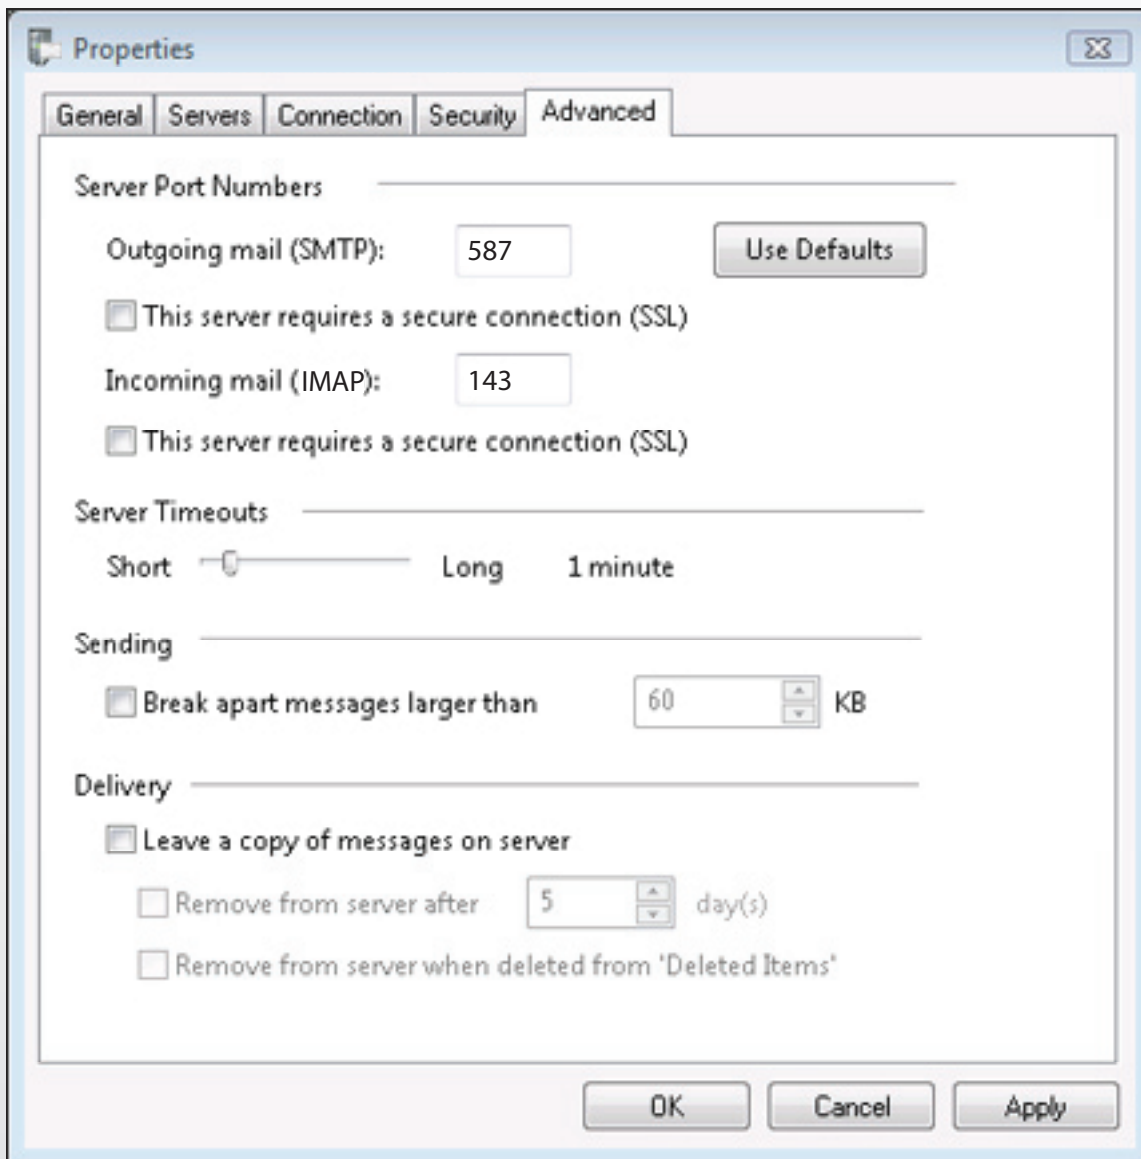 Properties
General Servers Connection Security Advanced
Server Port Numbers
Outgoing mail (SMTP): 587 Use Defaults
This server requires a secure connection (SSL)
Incoming mail (IMAP): 143
This server requires a secure connection (SSL)
Server Timeouts
Short Long 1 minute
Sending
Break apart messages larger than 60 KB
Delivery
Leave a copy of messages on server
Remove from server after 5 day(s)
Remove from server when deleted from 'Deleted Items'
OK Cancel Apply